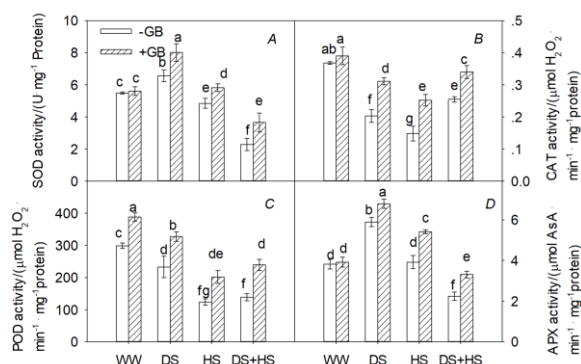 -GB
+GB
A
10
8
6
4
2
0
SOD activity/(U mg⁻¹ Protein)
c c b a e d f e
B
.5
.4
.3
.2
.1
0.0
CAT activity/(μmol H₂O₂ ·
min⁻¹ · mg⁻¹protein)
ab a f d g e e c
C
400
300
200
100
0
POD activity/(μmol H₂O₂ ·
min⁻¹ · mg⁻¹protein)
c a d b fg de f d
D
6
4
2
0
APX activity/(μmol AsA ·
min⁻¹ · mg⁻¹protein)
d d a d c f e
WW DS HS DS+HS
WW DS HS DS+HS